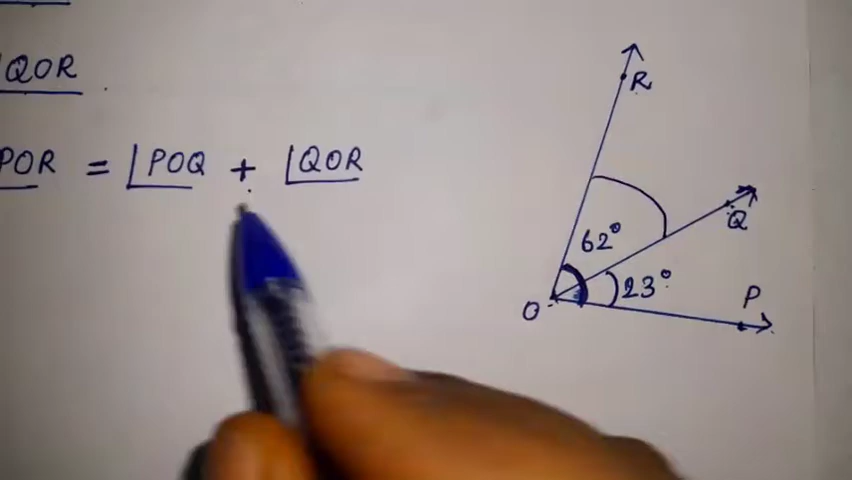 ∠QOR
POR = ∠POQ + ∠QOR
R
Q
62°
23°
P
O